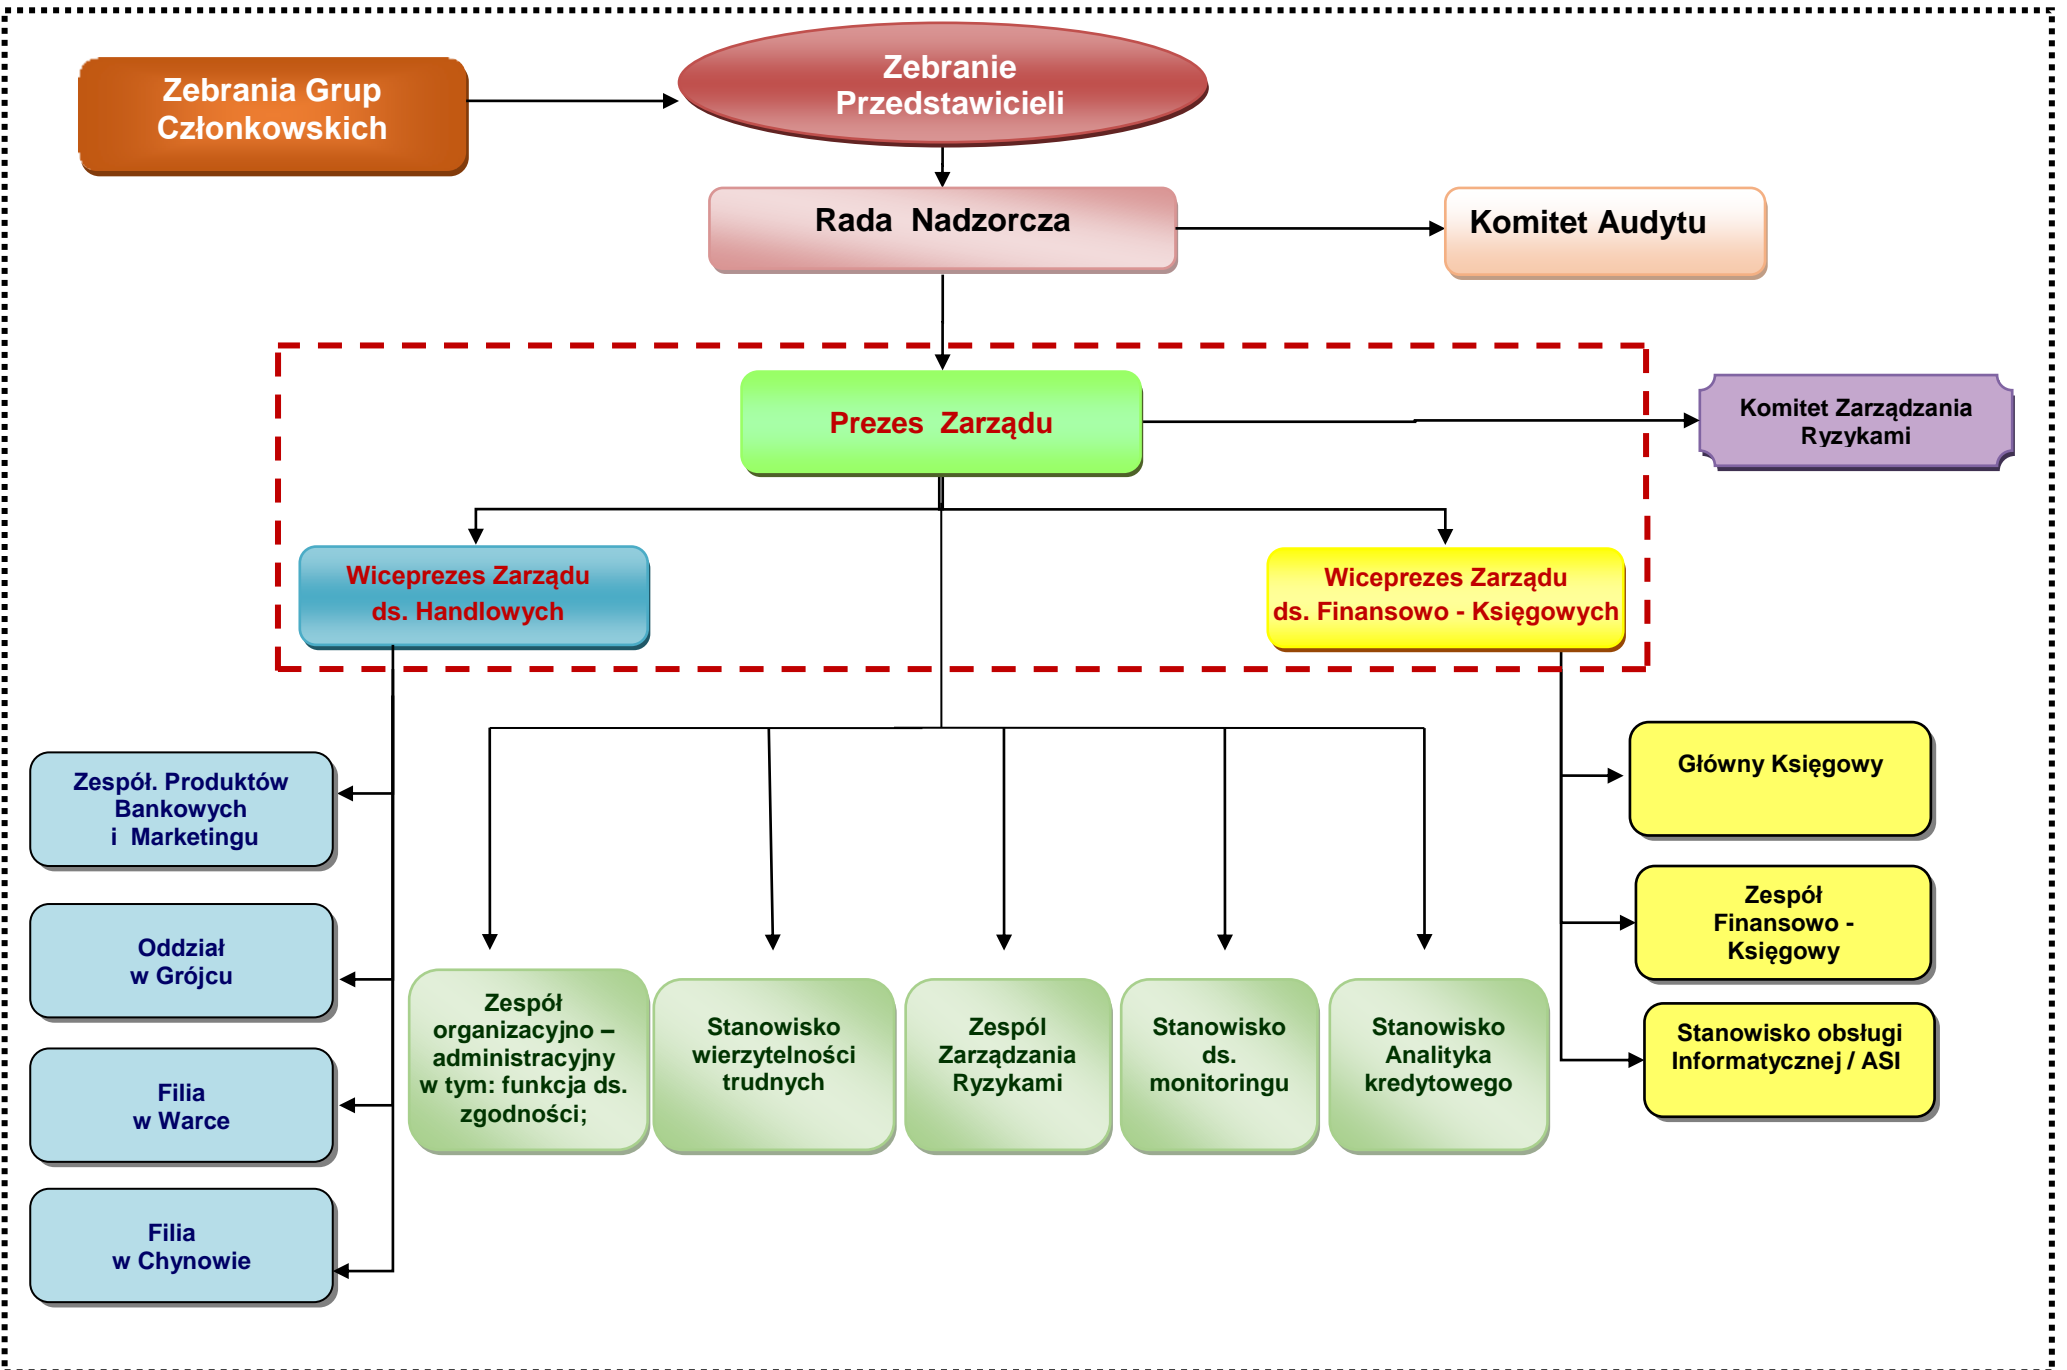 Zebrania Grup
Członkowskich
Zebranie
Przedstawicieli
Rada Nadzorcza
Komitet Audytu
Prezes Zarządu
Komitet Zarządzania
Ryzykami
Wiceprezes Zarządu
ds. Handlowych
Wiceprezes Zarządu
ds. Finansowo - Księgowych
Zespół. Produktów
Bankowych
i Marketingu
Oddział
w Grójcu
Filia
w Warce
Filia
w Chynowie
Zespół
organizacyjno –
administracyjny
w tym: funkcja ds.
zgodności;
Stanowisko
wierzytelności
trudnych
Zespól
Zarządzania
Ryzykami
Stanowisko
ds.
monitoringu
Stanowisko
Analityka
kredytowego
Główny Księgowy
Zespół
Finansowo -
Księgowy
Stanowisko obsługi
Informatycznej / ASI